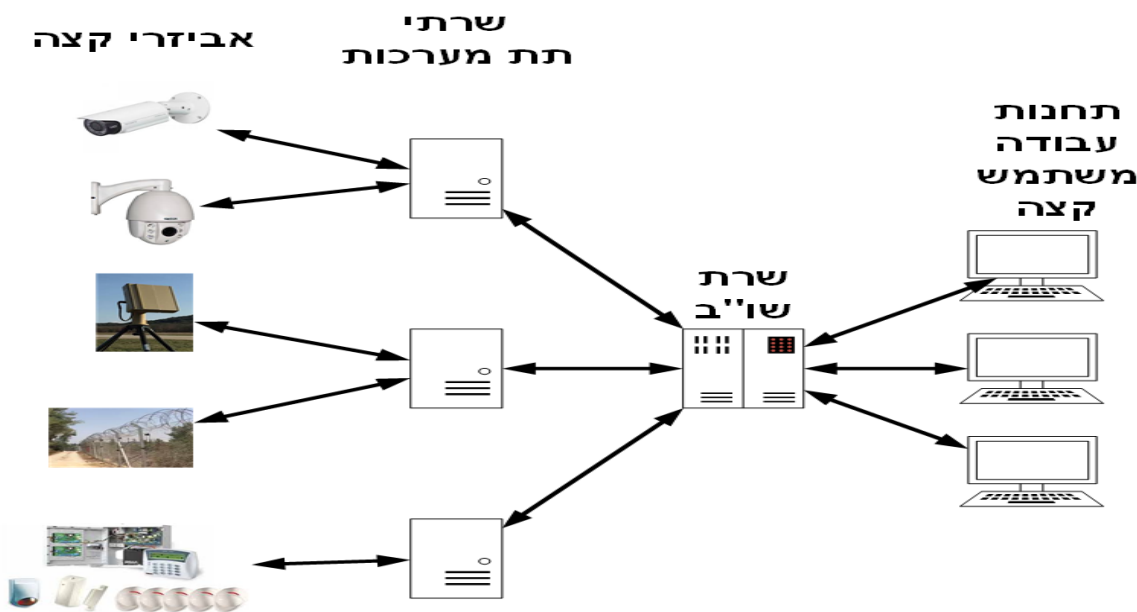 אביזרי קצה
שרתי
תת מערכות
תחנות
עבודה
משתמש
קצה
שרת
שו''ב